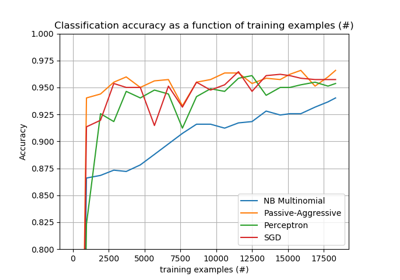 Classification accuracy as a function of training examples (#)
1.000
0.975
0.950
0.925
0.900
0.875
0.850
0.825
0.800
Accuracy
NB Multinomial
Passive-Aggressive
Perceptron
SGD
0 2500 5000 7500 10000 12500 15000 17500
training examples (#)